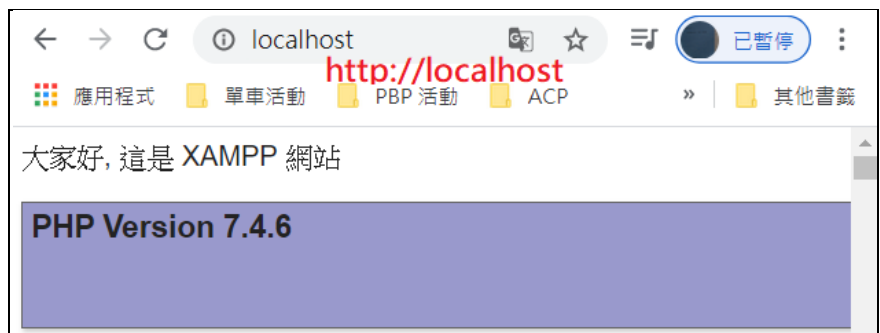 localhost
已暫停
http://localhost
應用程式 單車活動 PBP 活動 ACP » 其他書籤
大家好, 這是 XAMPP 網站
PHP Version 7.4.6